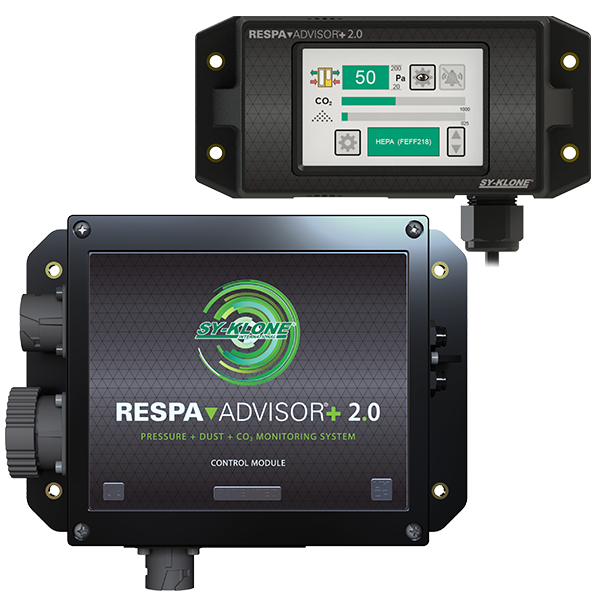 RESPA▾ADVISOR+ 2.0
50
200
Pa
20
CO₂
1000
.025
HEPA (FEFF218)
SY-KLONE®
SY-KLONE®
INTERNATIONAL
RESPA▾ADVISOR®+ 2.0
PRESSURE + DUST + CO₂ MONITORING SYSTEM
CONTROL MODULE